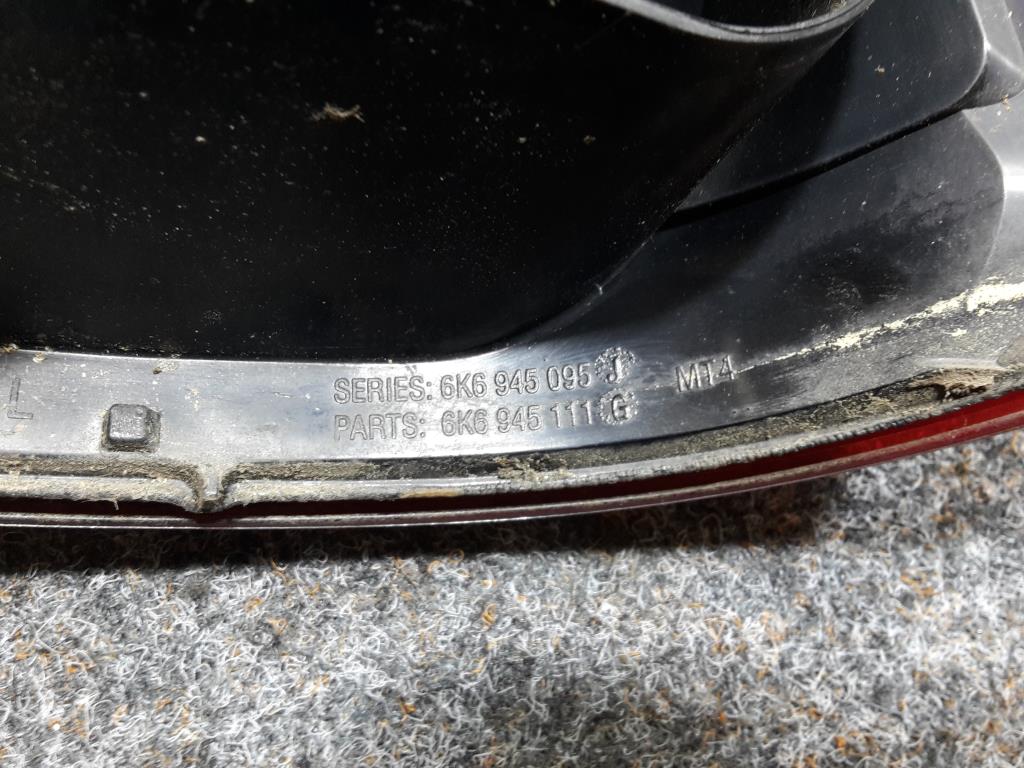 SERIES: 6K6 945 095 J MT4
PARTS: 6K6 945 111 G
L